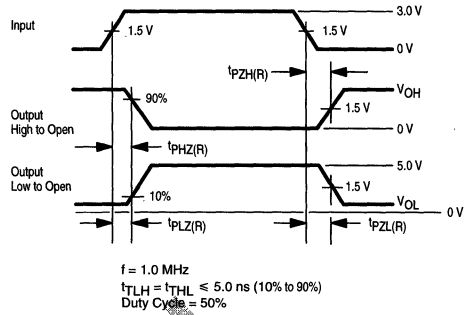 Input
3.0 V
1.5 V
1.5 V
0 V
tPZH(R)
Output
High to Open
90%
VOH
1.5 V
0 V
tPHZ(R)
Output
Low to Open
5.0 V
1.5 V
10%
VOL
0 V
tPLZ(R)
tPZL(R)
f = 1.0 MHz
tTLH = tTHL ≤ 5.0 ns (10% to 90%)
Duty Cycle = 50%